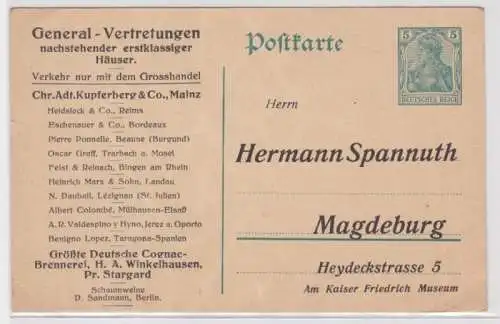 General-Vertretungen
nachstehender erstklassiger
Häuser.
Verkehr nur mit dem Grosshandel
Chr. Adt. Kupferberg & Co., Mainz
Heidsieck & Co., Reims
Eschenauer & Co., Bordeaux
Pierre Ponnelle, Beaune (Burgund)
Oscar Graff, Trarbach a. Mosel
Feist & Reinach, Bingen am Rhein
Heinrich Marx & Sohn, Landau
N. Daubeil, Lézignan (St. Julien)
Albert Colombé, Mülhausen-Elsaß
A. R. Valdespino y Hyno, Jerez a. Oporto
Benigno Lopez, Tarragona-Spanien
Größte Deutsche Cognac-
Brennerei, H. A. Winkelhausen,
Pr. Stargard
Schaumweine
D. Sandmann, Berlin.
Postkarte
5 5
DEUTSCHES REICH
Herrn
Hermann Spannuth
Magdeburg
Heydeckstrasse 5
Am Kaiser Friedrich Museum